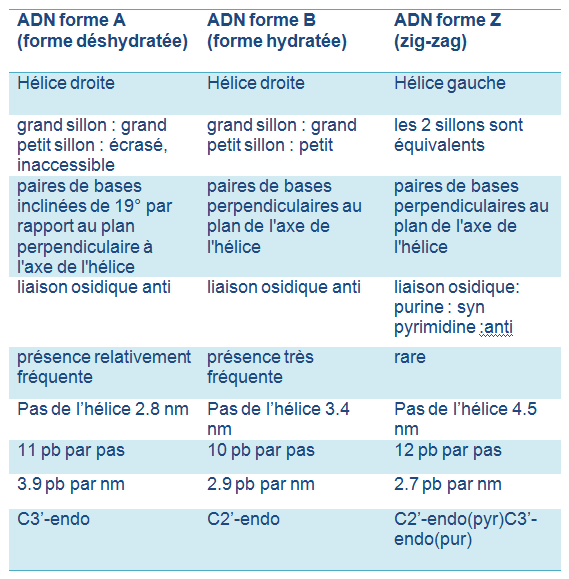 ADN forme A
(forme déshydratée)
ADN forme B
(forme hydratée)
ADN forme Z
(zig-zag)
Hélice droite
Hélice droite
Hélice gauche
grand sillon : grand
petit sillon : écrasé,
inaccessible
grand sillon : grand
petit sillon : petit
les 2 sillons sont
équivalents
paires de bases
inclinées de 19° par
rapport au plan
perpendiculaire à
l'axe de l'hélice
paires de bases
perpendiculaires au
plan de l'axe de
l'hélice
paires de bases
perpendiculaires au
plan de l'axe de
l'hélice
liaison osidique anti
liaison osidique anti
liaison osidique:
purine : syn
pyrimidine :anti
présence relativement
fréquente
présence très
fréquente
rare
Pas de l’hélice 2.8 nm
Pas de l’hélice 3.4
nm
Pas de l’hélice 4.5
nm
11 pb par pas
10 pb par pas
12 pb par pas
3.9 pb par nm
2.9 pb par nm
2.7 pb par nm
C3’-endo
C2’-endo
C2’-endo(pyr)C3’-
endo(pur)